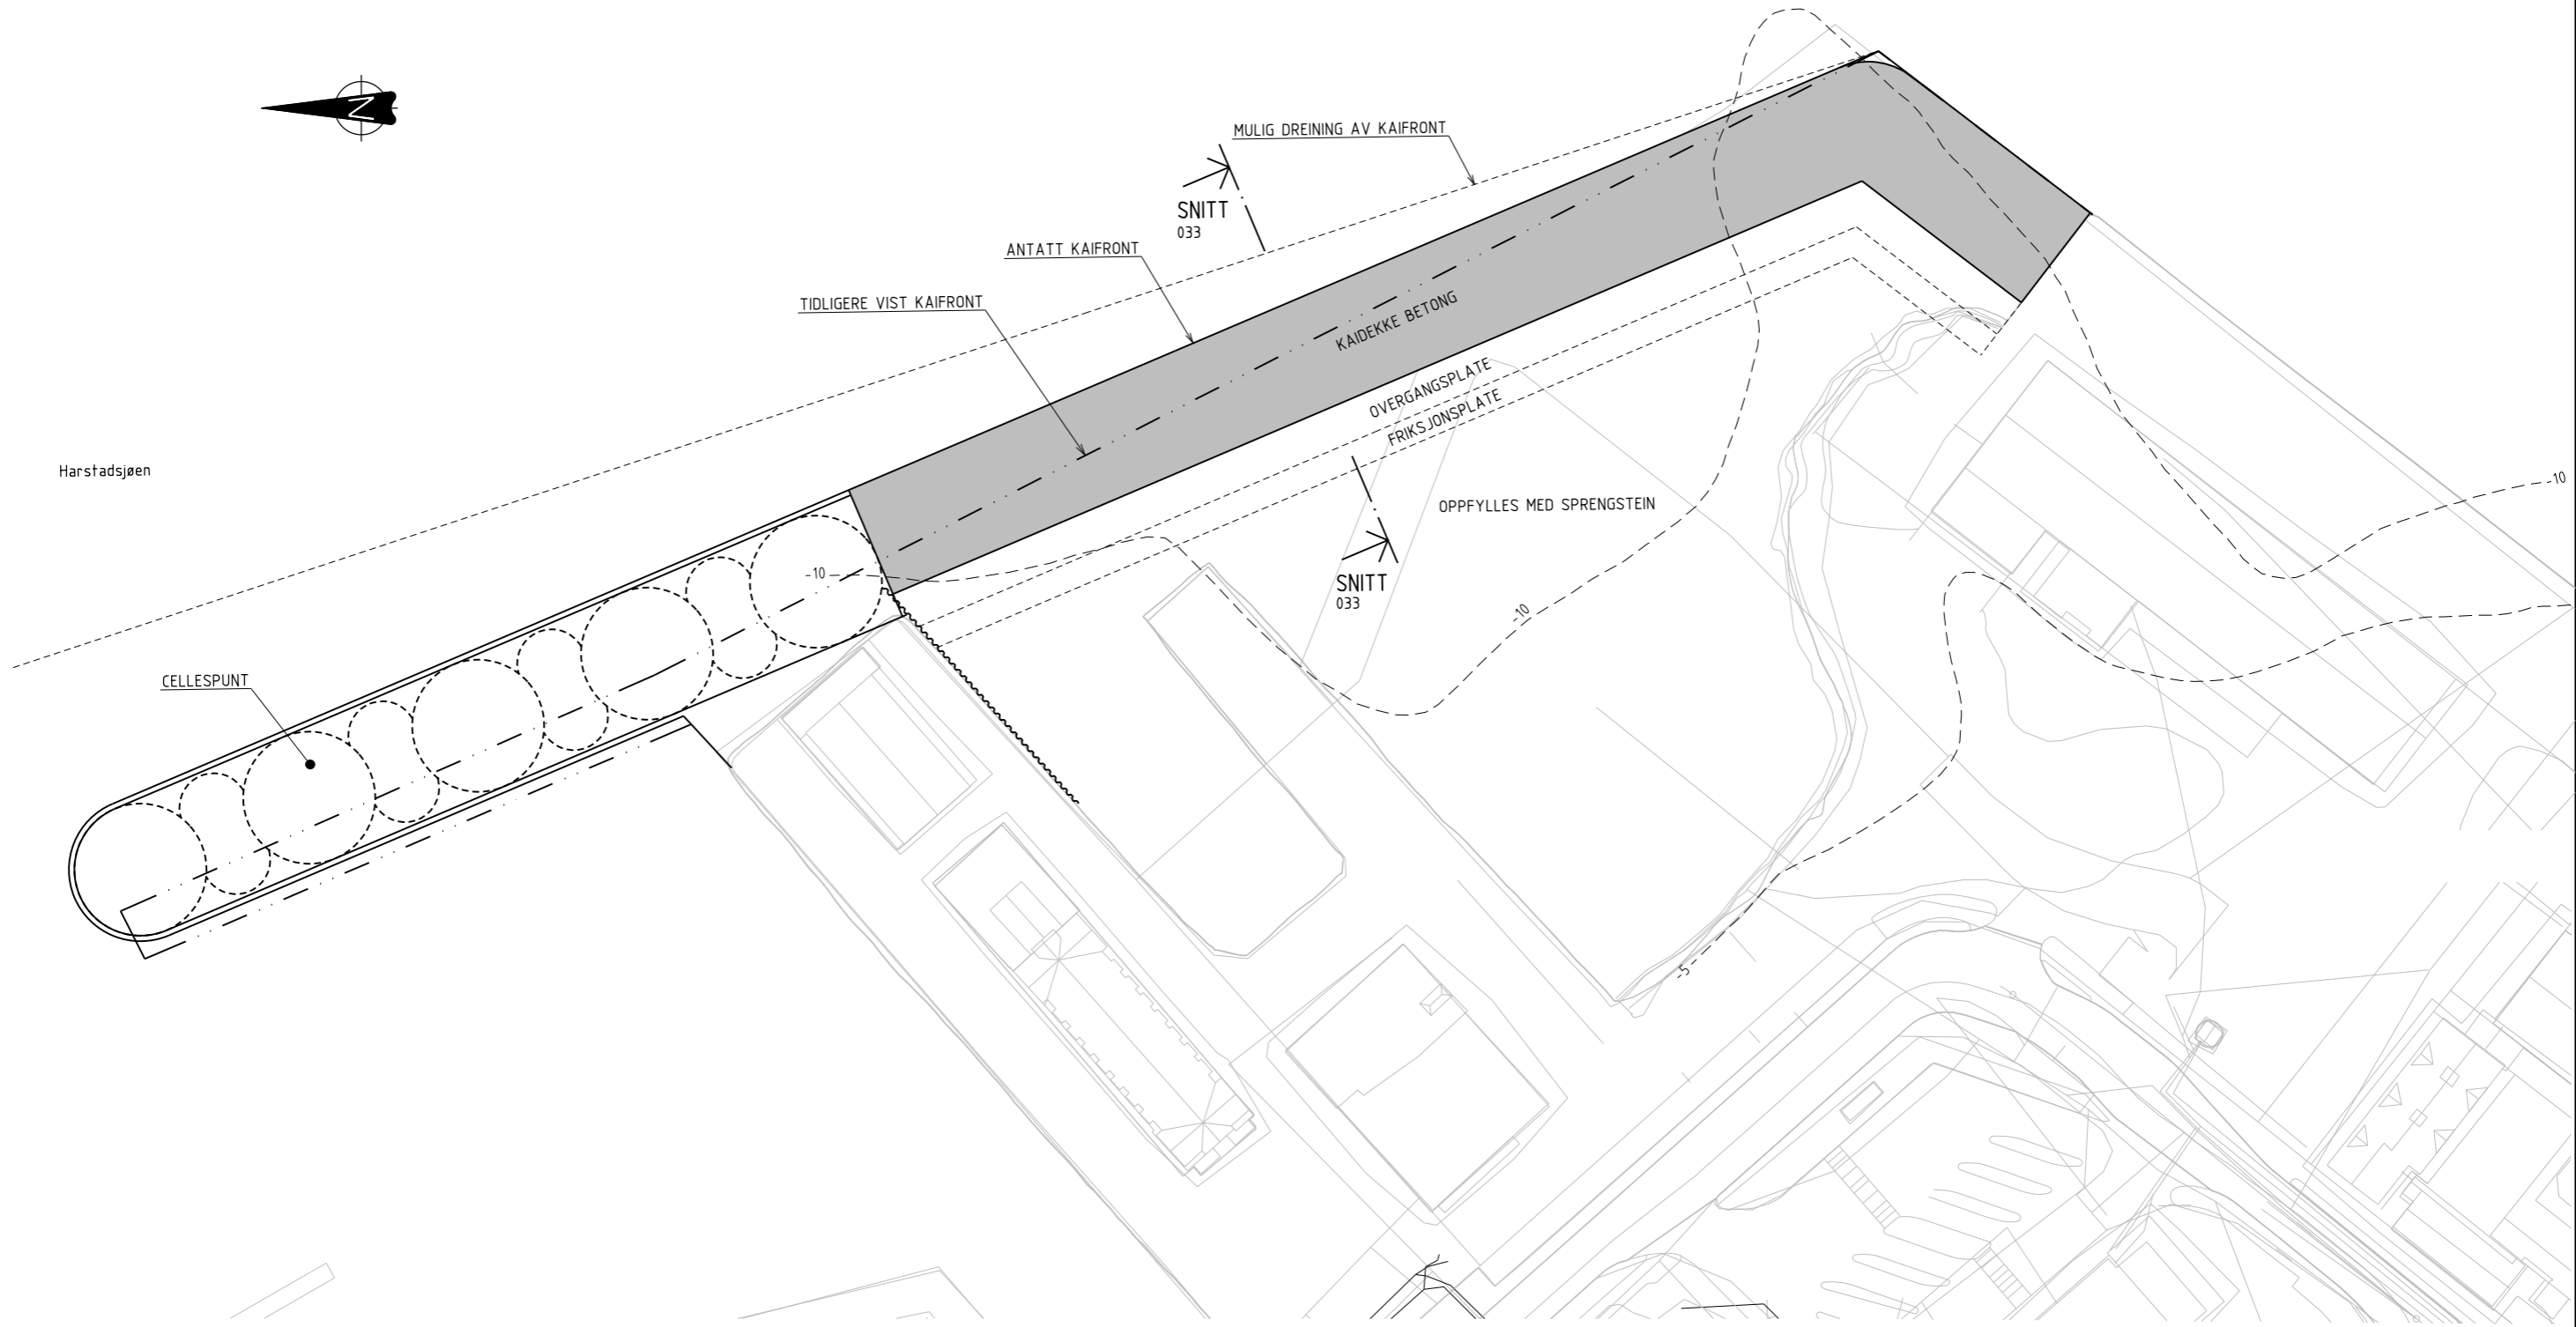 N
MULIG DREINING AV KAIFRONT
SNITT
033
ANTATT KAIFRONT
TIDLIGERE VIST KAIFRONT
KAIDEKKE BETONG
OVERGANGSPLATE
FRIKSJONSPLATE
Harstadsjøen
-10
OPPFYLLES MED SPRENGSTEIN
-10
SNITT
033
-10
CELLESPUNT
-5